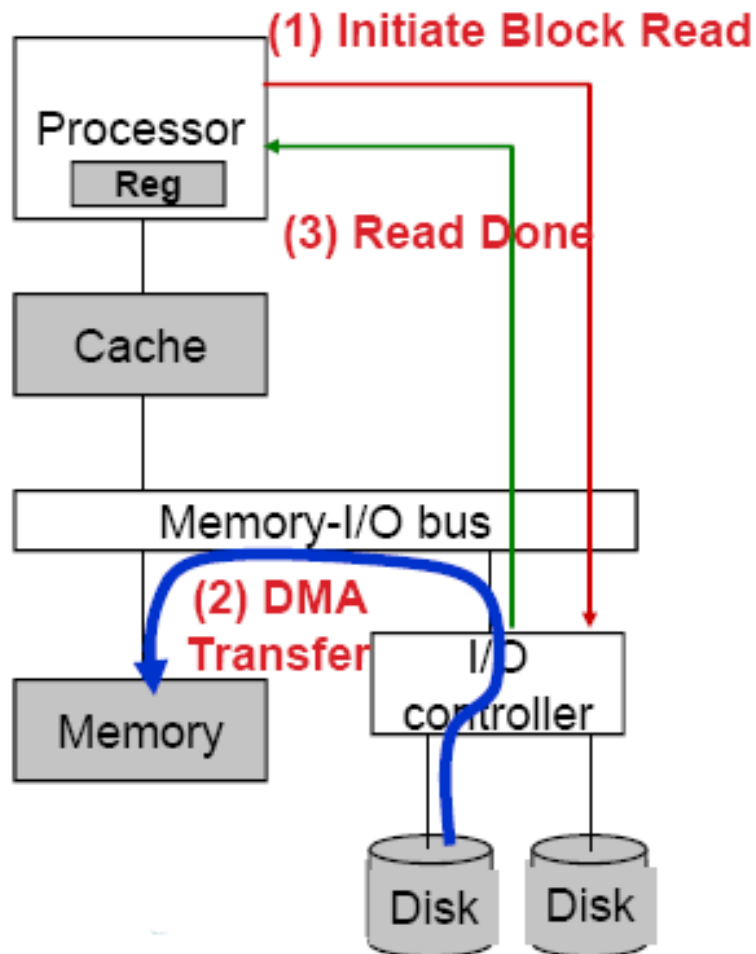 (1) Initiate Block Read
Processor
Reg
(3) Read Done
Cache
Memory-I/O bus
(2) DMA
Transfer
I/O
controller
Memory
Disk
Disk